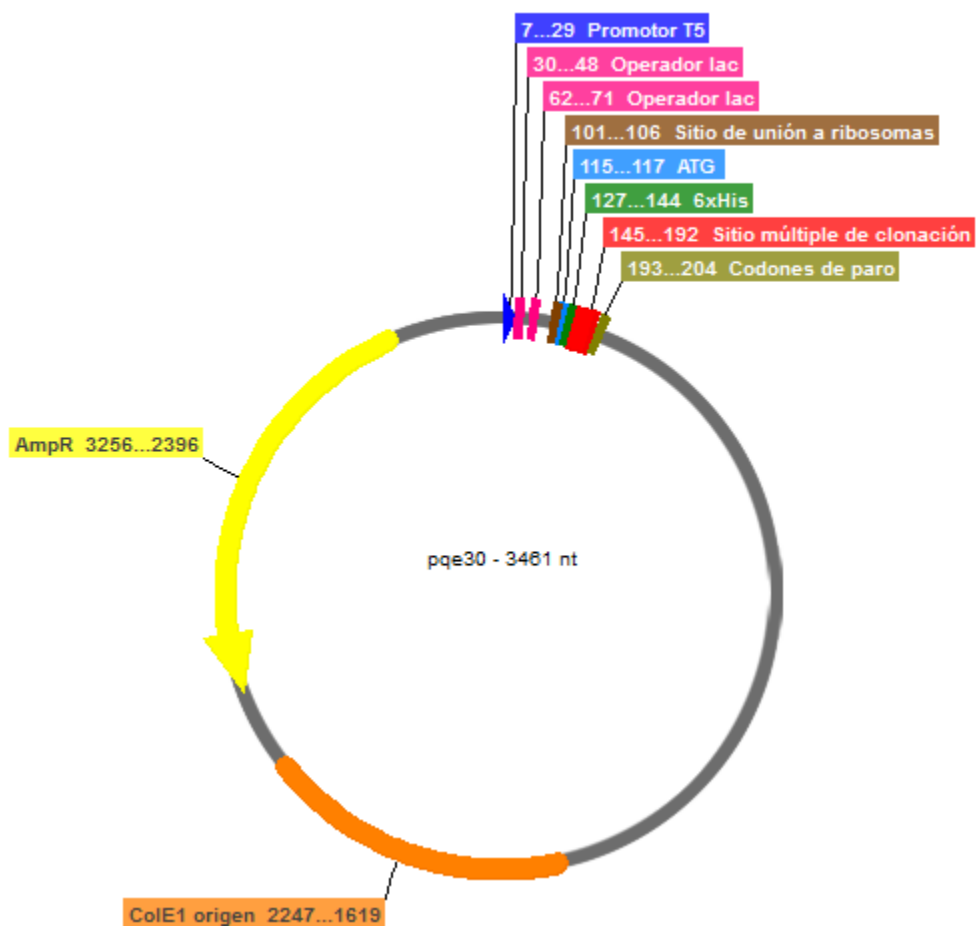 7...29 Promotor T5
30...48 Operador lac
62...71 Operador lac
101...106 Sitio de unión a ribosomas
115...117 ATG
127...144 6xHis
145...192 Sitio múltiple de clonación
193...204 Codones de paro
AmpR 3256...2396
pqe30 - 3461 nt
ColE1 origen 2247...1619